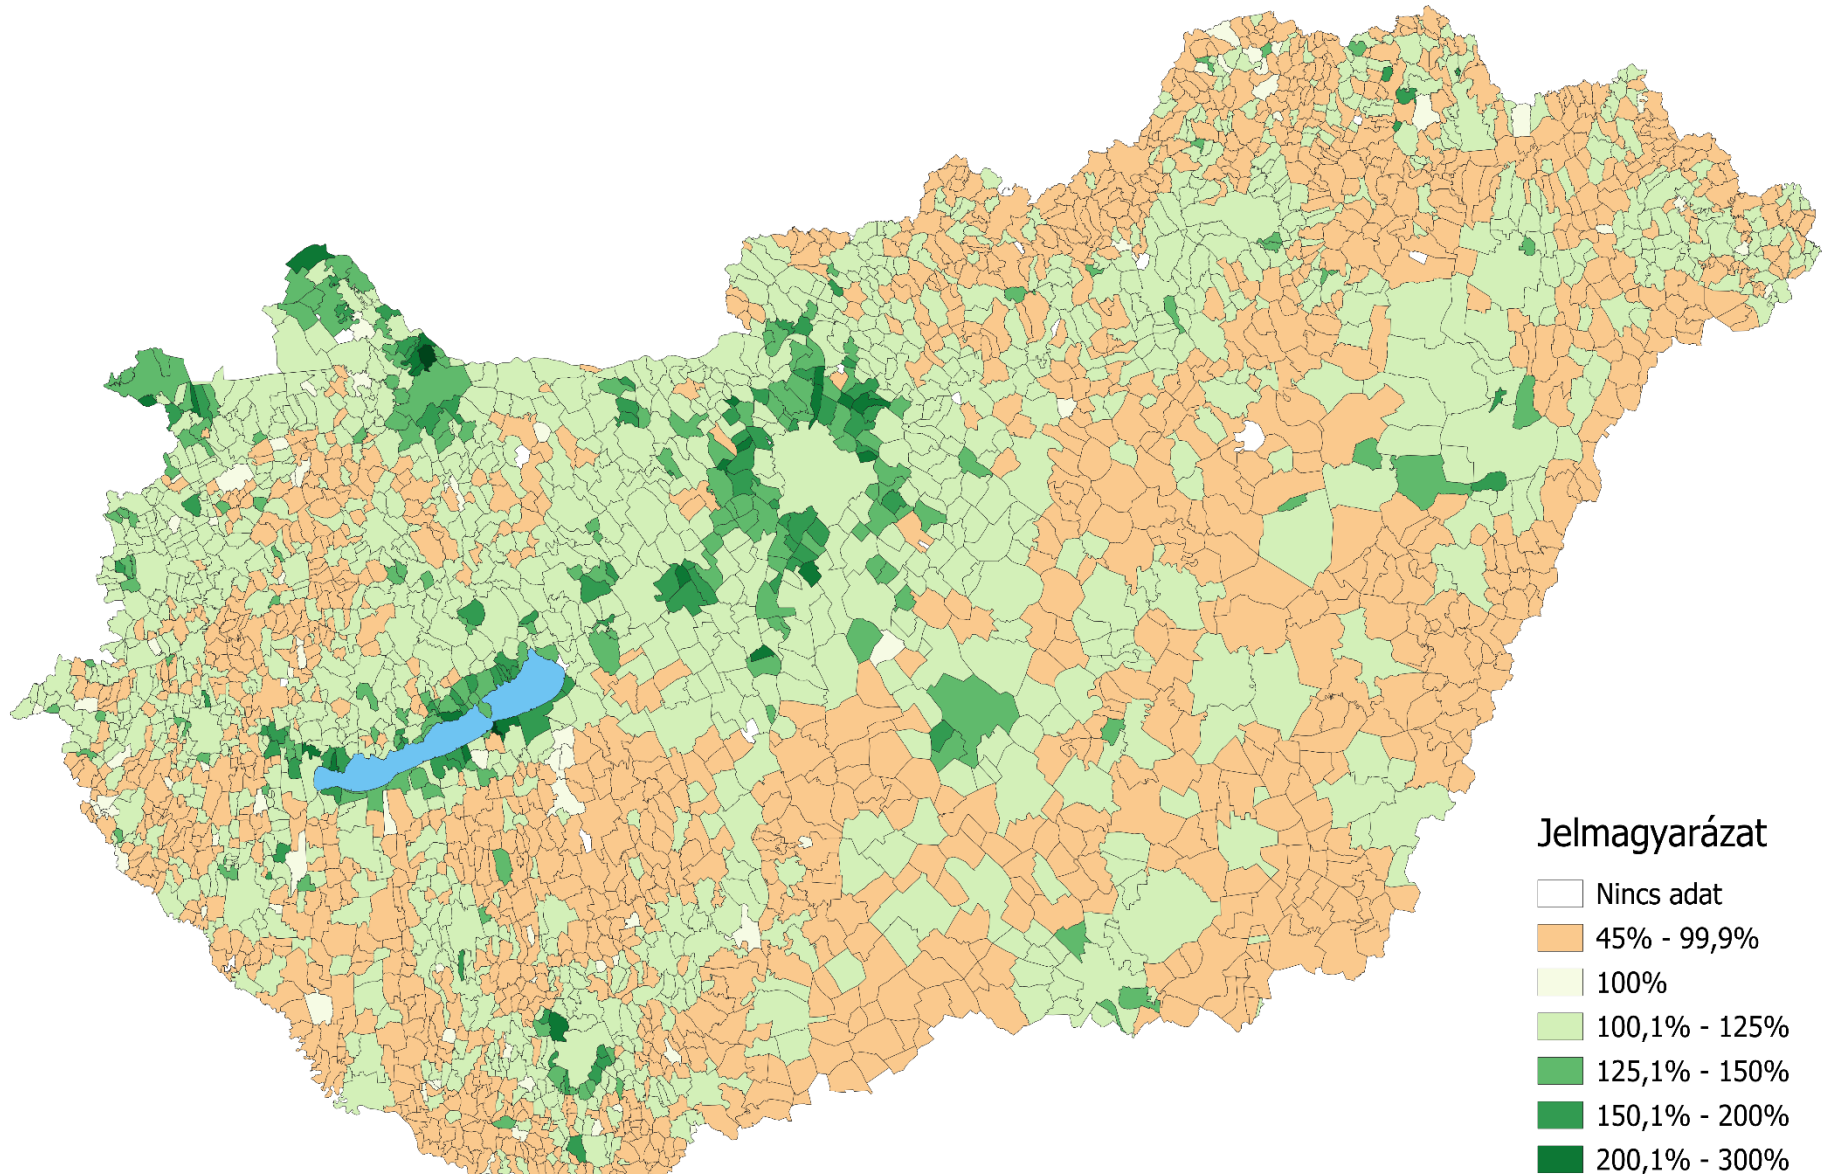 Jelmagyarázat
Nincs adat
45% - 99,9%
100%
100,1% - 125%
125,1% - 150%
150,1% - 200%
200,1% - 300%